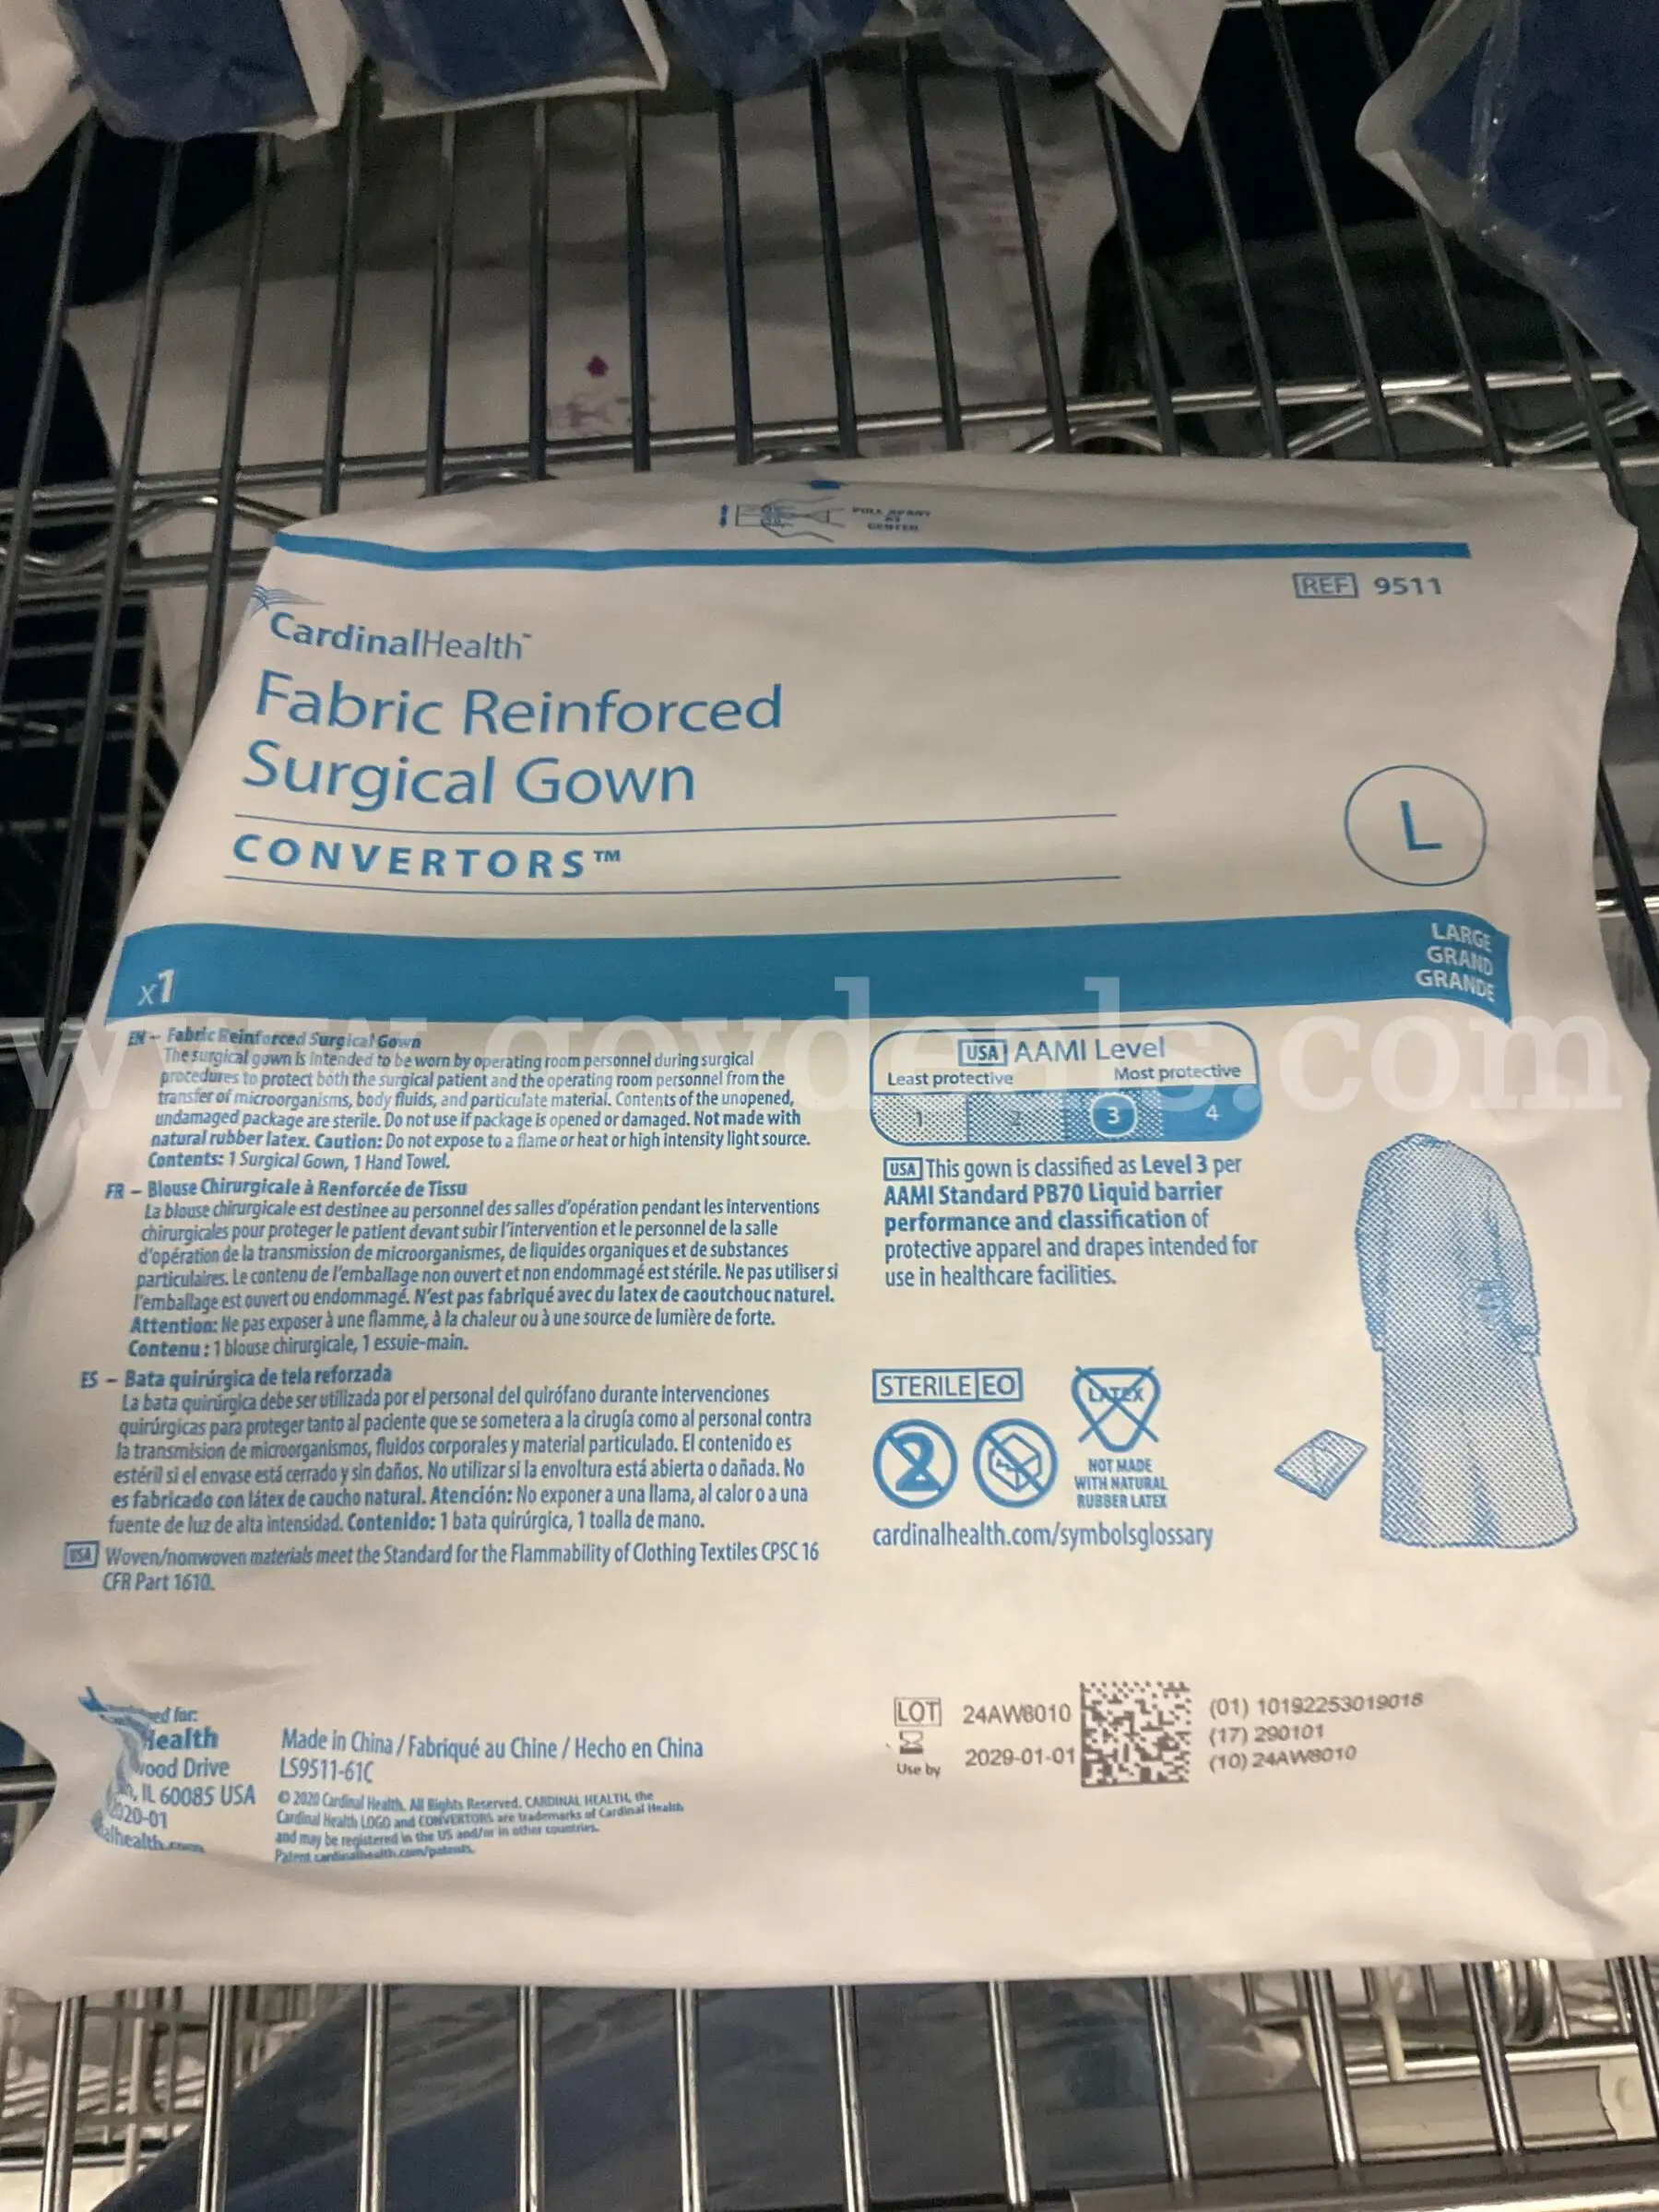 PULL APART
AT
CENTER
REF 9511
CardinalHealth™
Fabric Reinforced
Surgical Gown
CONVERTORS™
L
LARGE
GRAND
GRANDE
x1
www.govdeals.com
EN – Fabric Reinforced Surgical Gown
The surgical gown is intended to be worn by operating room personnel during surgical
procedures to protect both the surgical patient and the operating room personnel from the
transfer of microorganisms, body fluids, and particulate material. Contents of the unopened,
undamaged package are sterile. Do not use if package is opened or damaged. Not made with
natural rubber latex. Caution: Do not expose to a flame or heat or high intensity light source.
Contents: 1 Surgical Gown, 1 Hand Towel.
FR – Blouse Chirurgicale à Renforcée de Tissu
La blouse chirurgicale est destinee au personnel des salles d'opération pendant les interventions
chirurgicales pour proteger le patient devant subir l'intervention et le personnel de la salle
d'opération de la transmission de microorganismes, de liquides organiques et de substances
particulaires. Le contenu de l'emballage non ouvert et non endommagé est stérile. Ne pas utiliser si
l'emballage est ouvert ou endommagé. N'est pas fabriqué avec du latex de caoutchouc naturel.
Attention: Ne pas exposer à une flamme, à la chaleur ou à une source de lumière de forte.
Contenu : 1 blouse chirurgicale, 1 essuie-main.
ES – Bata quirúrgica de tela reforzada
La bata quirúrgica debe ser utilizada por el personal del quirófano durante intervenciones
quirúrgicas para proteger tanto al paciente que se sometera a la cirugía como al personal contra
la transmision de microorganismos, fluidos corporales y material particulado. El contenido es
estéril si el envase está cerrado y sin daños. No utilizar si la envoltura está abierta o dañada. No
es fabricado con látex de caucho natural. Atención: No exponer a una llama, al calor o a una
fuente de luz de alta intensidad. Contenido: 1 bata quirúrgica, 1 toalla de mano.
USA Woven/nonwoven materials meet the Standard for the Flammability of Clothing Textiles CPSC 16
CFR Part 1610.
USA AAMI Level
Least protective Most protective
1 2 3 4
USA This gown is classified as Level 3 per
AAMI Standard PB70 Liquid barrier
performance and classification of
protective apparel and drapes intended for
use in healthcare facilities.
STERILE EO
LATEX
2
NOT MADE
WITH NATURAL
RUBBER LATEX
cardinalhealth.com/symbolsglossary
ed for:
Health
ood Drive
, IL 60085 USA
2020-01
alhealth.com
Made in China / Fabriqué au Chine / Hecho en China
LS9511-61C
© 2020 Cardinal Health. All Rights Reserved. CARDINAL HEALTH, the
Cardinal Health LOGO and CONVERTORS are trademarks of Cardinal Health
and may be registered in the US and/or in other countries.
Patent cardinalhealth.com/patents.
LOT 24AW8010
Use by 2029-01-01
(01) 10192253019018
(17) 290101
(10) 24AW8010